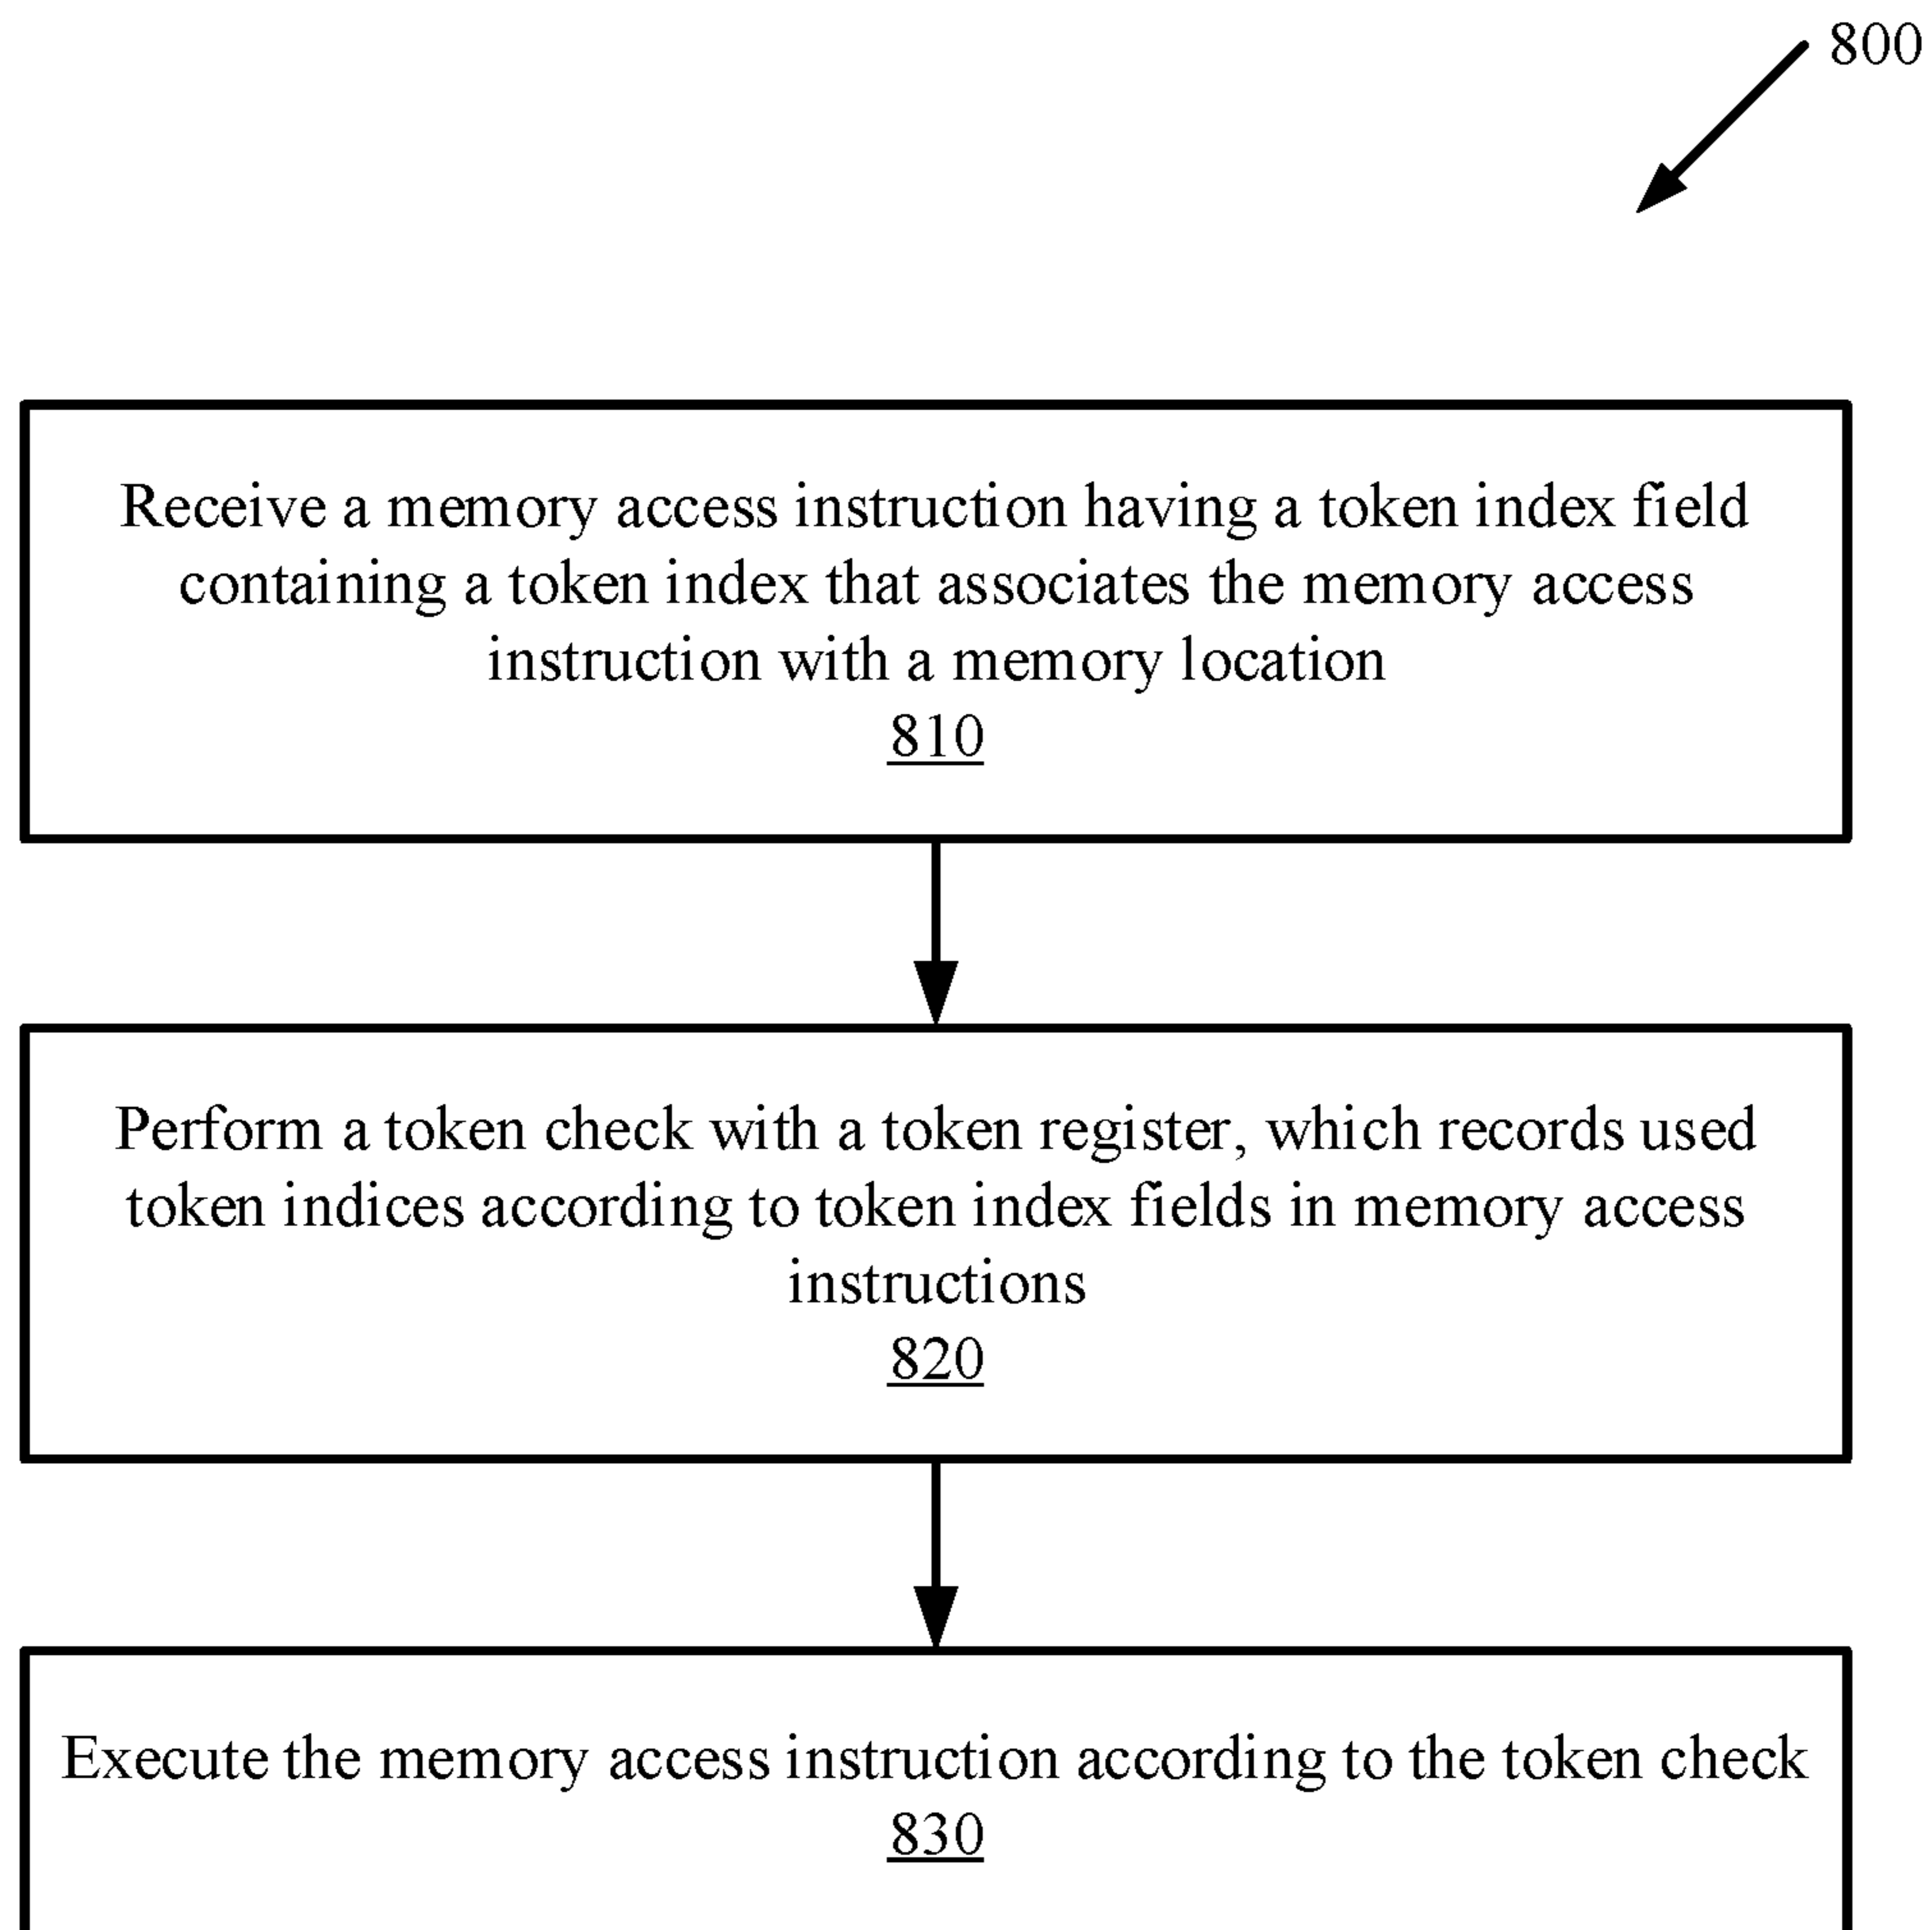 800
Receive a memory access instruction having a token index field
containing a token index that associates the memory access
instruction with a memory location
810
Perform a token check with a token register, which records used
token indices according to token index fields in memory access
instructions
820
Execute the memory access instruction according to the token check
830